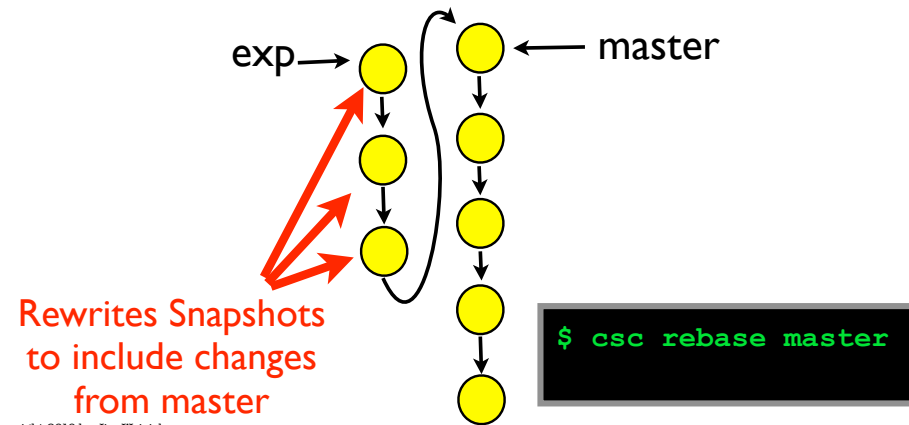 exp
master
Rewrites Snapshots
to include changes
from master
$ csc rebase master